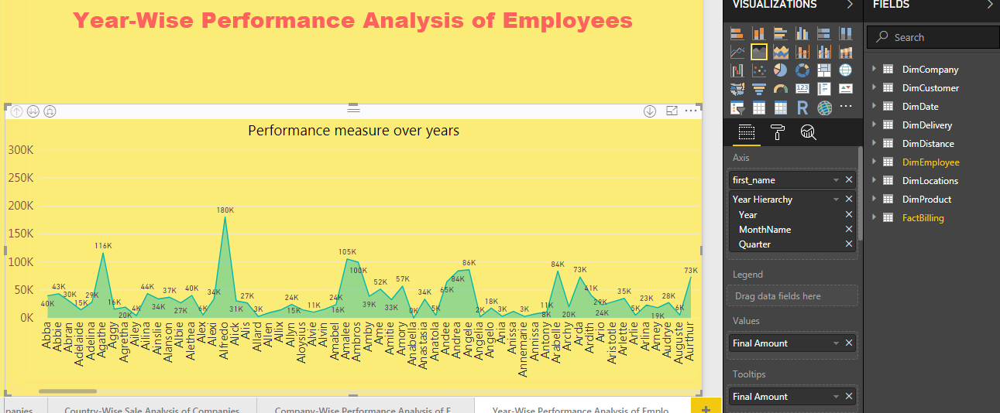 Year-Wise Performance Analysis of Employees
Performance measure over years
300K
250K
200K
150K
100K
50K
0K
40K
43K
30K
15K
29K
116K
16K
20K
4K
44K
34K
37K
27K
40K
6K
34K
180K
31K
27K
3K
24K
15K
11K
24K
16K
105K
100K
39K
52K
33K
57K
0K
34K
5K
65K
84K
86K
2K
18K
3K
3K
11K
8K
84K
20K
73K
41K
24K
35K
5K
23K
19K
28K
6K
73K
Abba
Abbie
Abran
Adelaide
Adelina
Agathe
Aggy
Agretha
Ailey
Ailina
Ainslie
Alanson
Albie
Alethea
Alex
Alexi
Alfredo
Alick
Alis
Allard
Allen
Allix
Allyn
Aloysius
Alvie
Alvin
Amabel
Amalee
Ambros
Amby
Ame
Amitie
Amory
Anabella
Anastasia
Anatola
Andee
Andrea
Angele
Angelia
Angelo
Ania
Anissa
Annemarie
Annissa
Antony
Arabelle
Archy
Arda
Ardith
Ario
Aristotle
Arlette
Arlie
Arlina
Arney
Audrye
Auguste
Aurthur
Country-Wise Sale Analysis of Companies
Company-Wise Performance Analysis of E
Year-Wise Performance Analysis of Emplo
+
VISUALIZATIONS
123
R
Axis
first_name
Year Hierarchy
Year
MonthName
Quarter
Legend
Drag data fields here
Values
Final Amount
Tooltips
Final Amount
FIELDS
Search
DimCompany
DimCustomer
DimDate
DimDelivery
DimDistance
DimEmployee
DimLocations
DimProduct
FactBilling